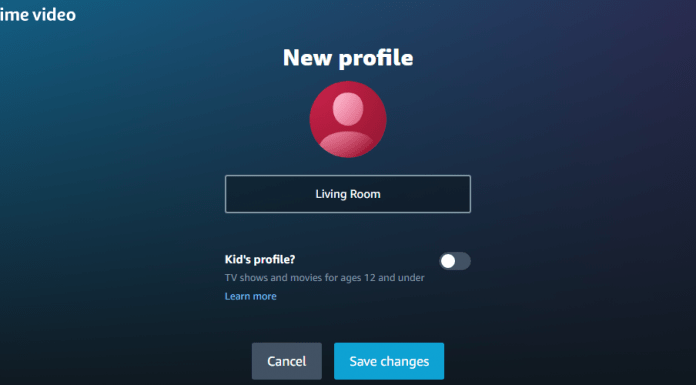 ime video
New profile
Living Room
Kid's profile?
TV shows and movies for ages 12 and under
Learn more
Cancel
Save changes